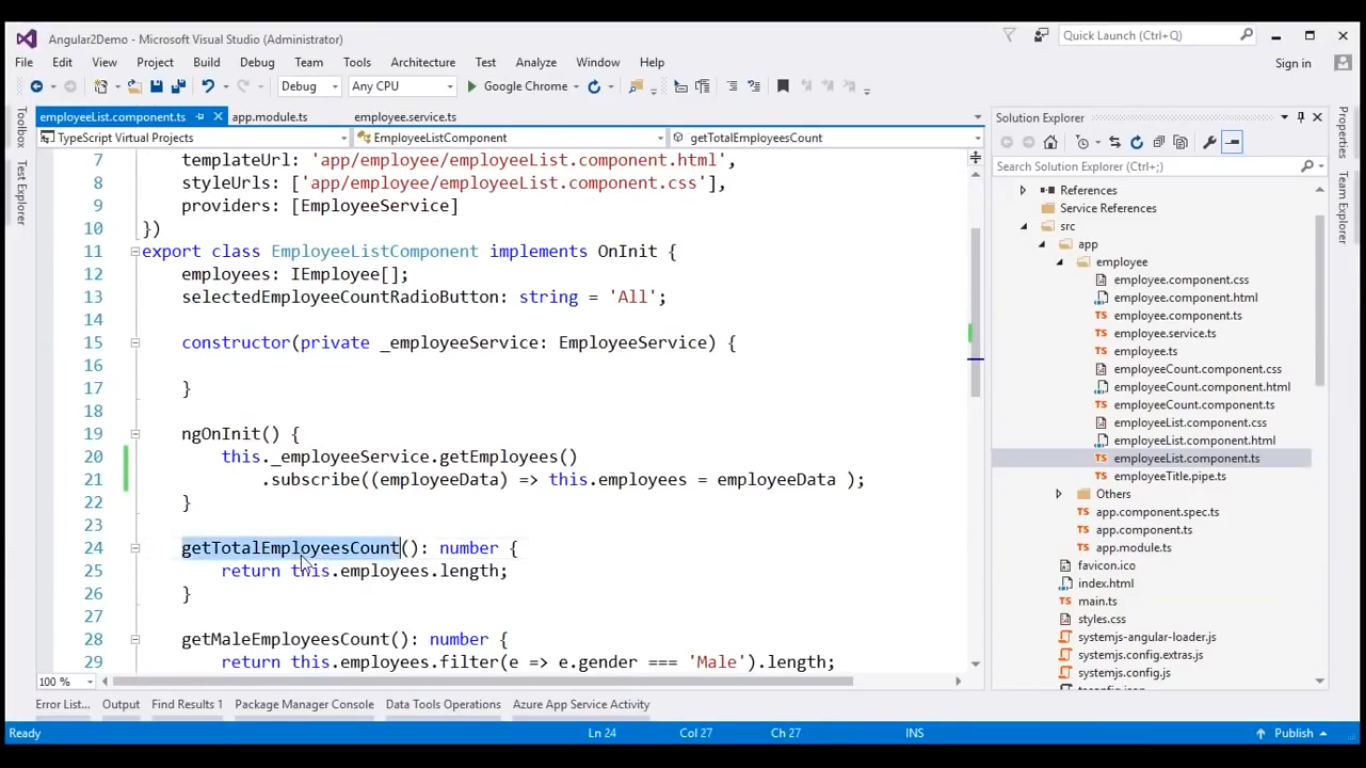 Angular2Demo - Microsoft Visual Studio (Administrator)
Quick Launch (Ctrl+Q)
File Edit View Project Build Debug Team Tools Architecture Test Analyze Window Help
Sign in
Debug Any CPU Google Chrome
employeeList.component.ts app.module.ts employee.service.ts
TypeScript Virtual Projects EmployeeListComponent getTotalEmployeesCount
Toolbox
Test Explorer
7 templateUrl: 'app/employee/employeeList.component.html',
8 styleUrls: ['app/employee/employeeList.component.css'],
9 providers: [EmployeeService]
10 })
11 export class EmployeeListComponent implements OnInit {
12 employees: IEmployee[];
13 selectedEmployeeCountRadioButton: string = 'All';
14
15 constructor(private _employeeService: EmployeeService) {
16
17 }
18
19 ngOnInit() {
20 this._employeeService.getEmployees()
21 .subscribe((employeeData) => this.employees = employeeData );
22 }
23
24 getTotalEmployeesCount(): number {
25 return this.employees.length;
26 }
27
28 getMaleEmployeesCount(): number {
29 return this.employees.filter(e => e.gender === 'Male').length;
100 %
Solution Explorer
Search Solution Explorer (Ctrl+;)
References
Service References
src
app
employee
employee.component.css
employee.component.html
TS employee.component.ts
TS employee.service.ts
TS employee.ts
employeeCount.component.css
employeeCount.component.html
TS employeeCount.component.ts
employeeList.component.css
employeeList.component.html
TS employeeList.component.ts
TS employeeTitle.pipe.ts
Others
TS app.component.spec.ts
TS app.component.ts
TS app.module.ts
favicon.ico
index.html
TS main.ts
styles.css
systemjs-angular-loader.js
systemjs.config.extras.js
systemjs.config.js
Properties
Team Explorer
Error List... Output Find Results 1 Package Manager Console Data Tools Operations Azure App Service Activity
Ready Ln 24 Col 27 Ch 27 INS Publish